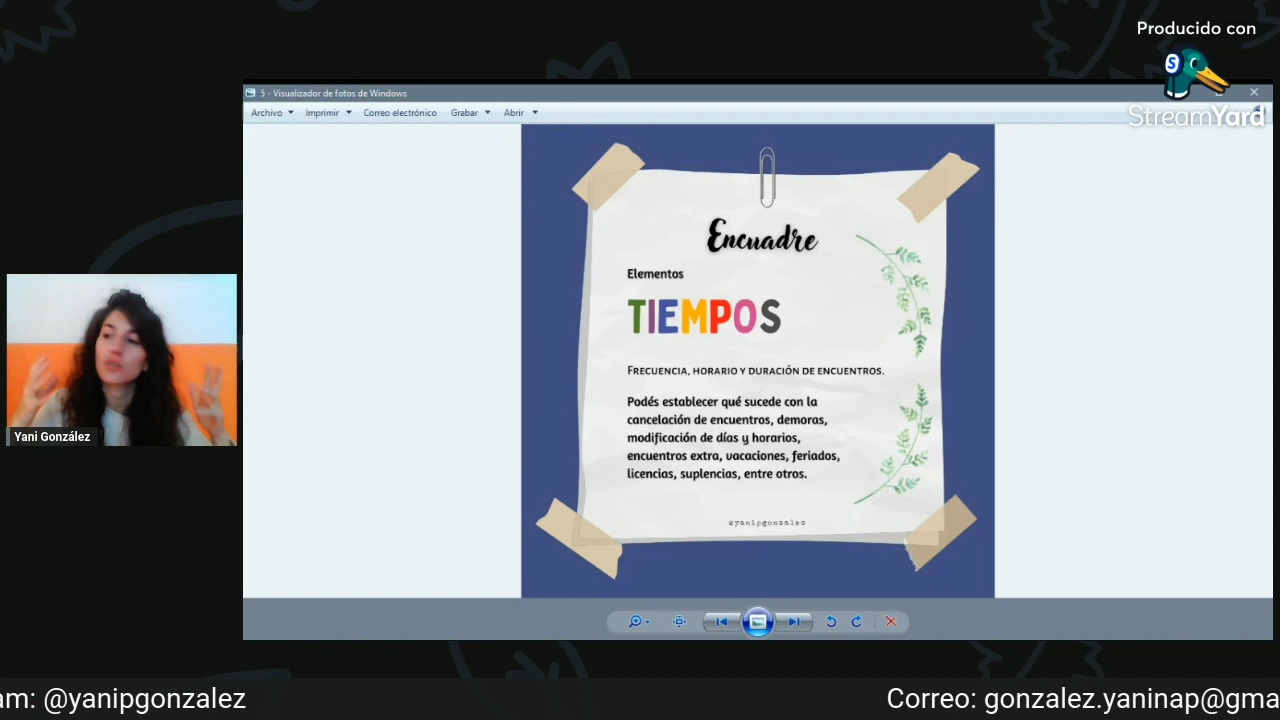 Producido con
StreamYard
5 - Visualizador de fotos de Windows
Archivo Imprimir Correo electrónico Grabar Abrir
Encuadre
Elementos
TIEMPOS
Frecuencia, horario y duración de encuentros.
Podés establecer qué sucede con la
cancelación de encuentros, demoras,
modificación de días y horarios,
encuentros extra, vacaciones, feriados,
licencias, suplencias, entre otros.
@yanipgonzalez
Yani González
am: @yanipgonzalez
Correo: gonzalez.yaninap@gma